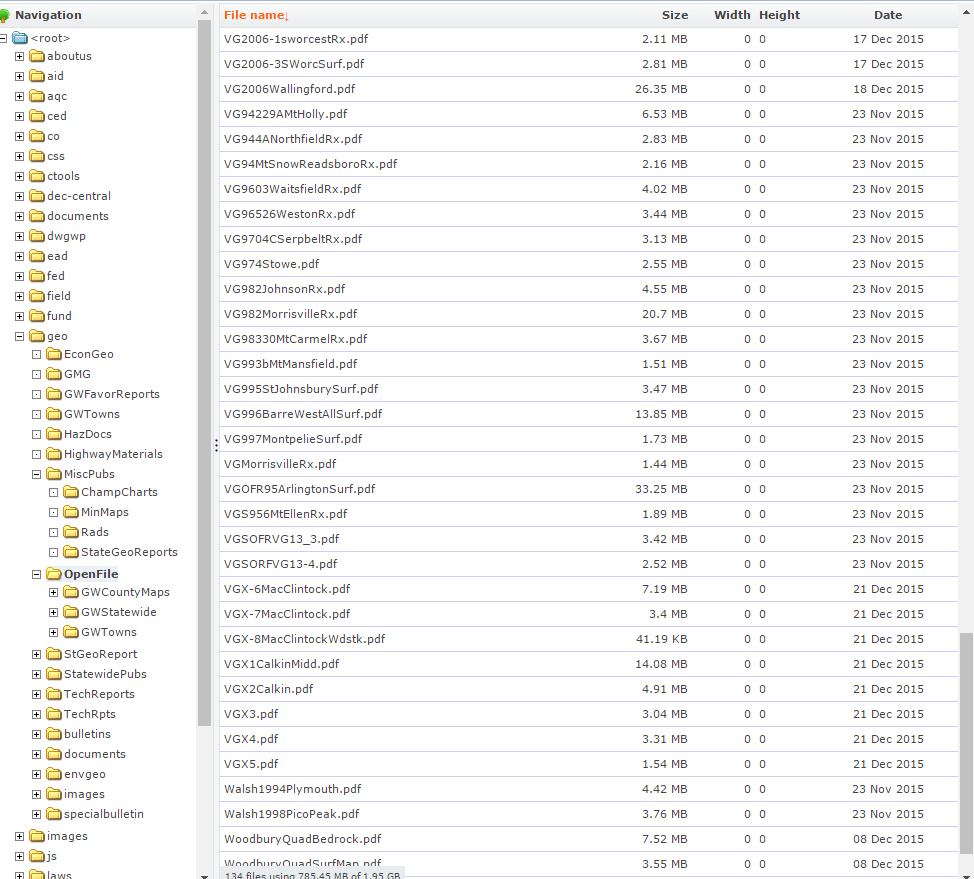 Navigation
<root>
aboutus
aid
aqc
ced
co
css
ctools
dec-central
documents
dwgwp
ead
fed
field
fund
geo
EconGeo
GMG
GWFavorReports
GWTowns
HazDocs
HighwayMaterials
MiscPubs
ChampCharts
MinMaps
Rads
StateGeoReports
OpenFile
GWCountyMaps
GWStatewide
GWTowns
StGeoReport
StatewidePubs
TechReports
TechRpts
bulletins
documents
envgeo
images
specialbulletin
images
js
laws
File name↓ Size Width Height Date
VG2006-1sworcestRx.pdf 2.11 MB 0 0 17 Dec 2015
VG2006-3SWorcSurf.pdf 2.81 MB 0 0 17 Dec 2015
VG2006Wallingford.pdf 26.35 MB 0 0 18 Dec 2015
VG94229AMtHolly.pdf 6.53 MB 0 0 23 Nov 2015
VG944ANorthfieldRx.pdf 2.83 MB 0 0 23 Nov 2015
VG94MtSnowReadsboroRx.pdf 2.16 MB 0 0 23 Nov 2015
VG9603WaitsfieldRx.pdf 4.02 MB 0 0 23 Nov 2015
VG96526WestonRx.pdf 3.44 MB 0 0 23 Nov 2015
VG9704CSerpbeltRx.pdf 3.13 MB 0 0 23 Nov 2015
VG974Stowe.pdf 2.55 MB 0 0 23 Nov 2015
VG982JohnsonRx.pdf 4.55 MB 0 0 23 Nov 2015
VG982MorrisvilleRx.pdf 20.7 MB 0 0 23 Nov 2015
VG98330MtCarmelRx.pdf 3.67 MB 0 0 23 Nov 2015
VG993bMtMansfield.pdf 1.51 MB 0 0 23 Nov 2015
VG995StJohnsburySurf.pdf 3.47 MB 0 0 23 Nov 2015
VG996BarreWestAllSurf.pdf 13.85 MB 0 0 23 Nov 2015
VG997MontpelieSurf.pdf 1.73 MB 0 0 23 Nov 2015
VGMorrisvilleRx.pdf 1.44 MB 0 0 23 Nov 2015
VGOFR95ArlingtonSurf.pdf 33.25 MB 0 0 23 Nov 2015
VGS956MtEllenRx.pdf 1.89 MB 0 0 23 Nov 2015
VGSOFRVG13_3.pdf 3.42 MB 0 0 23 Nov 2015
VGSORFVG13-4.pdf 2.52 MB 0 0 23 Nov 2015
VGX-6MacClintock.pdf 7.19 MB 0 0 21 Dec 2015
VGX-7MacClintock.pdf 3.4 MB 0 0 21 Dec 2015
VGX-8MacClintockWdstk.pdf 41.19 KB 0 0 21 Dec 2015
VGX1CalkinMidd.pdf 14.08 MB 0 0 21 Dec 2015
VGX2Calkin.pdf 4.91 MB 0 0 21 Dec 2015
VGX3.pdf 3.04 MB 0 0 21 Dec 2015
VGX4.pdf 3.31 MB 0 0 21 Dec 2015
VGX5.pdf 1.54 MB 0 0 21 Dec 2015
Walsh1994Plymouth.pdf 4.42 MB 0 0 23 Nov 2015
Walsh1998PicoPeak.pdf 3.76 MB 0 0 23 Nov 2015
WoodburyQuadBedrock.pdf 7.52 MB 0 0 08 Dec 2015
WoodburyQuadSurfMap.pdf 3.55 MB 0 0 08 Dec 2015
134 files using 785.45 MB of 1.95 GB